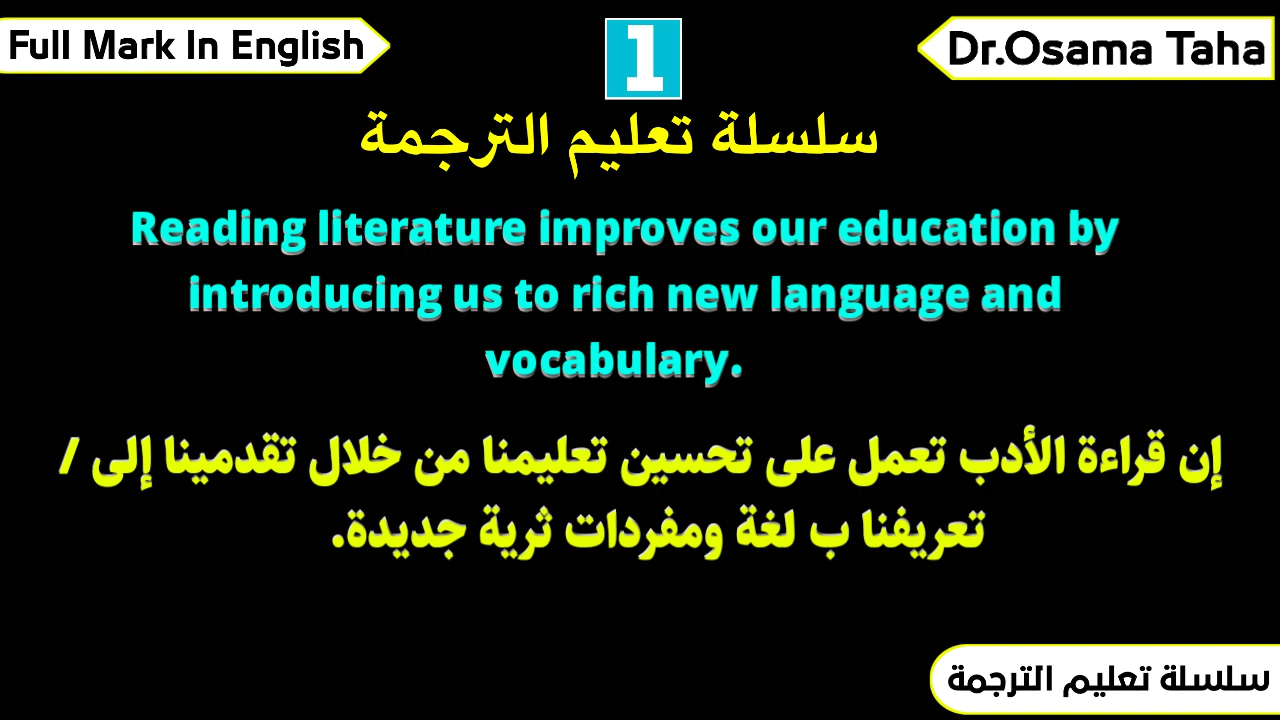 Full Mark In English
1
Dr.Osama Taha
سلسلة تعليم الترجمة
Reading literature improves our education by
introducing us to rich new language and
vocabulary.
إن قراءة الأدب تعمل على تحسين تعليمنا من خلال تقدمينا إلى /
تعريفنا ب لغة ومفردات ثرية جديدة.
سلسلة تعليم الترجمة